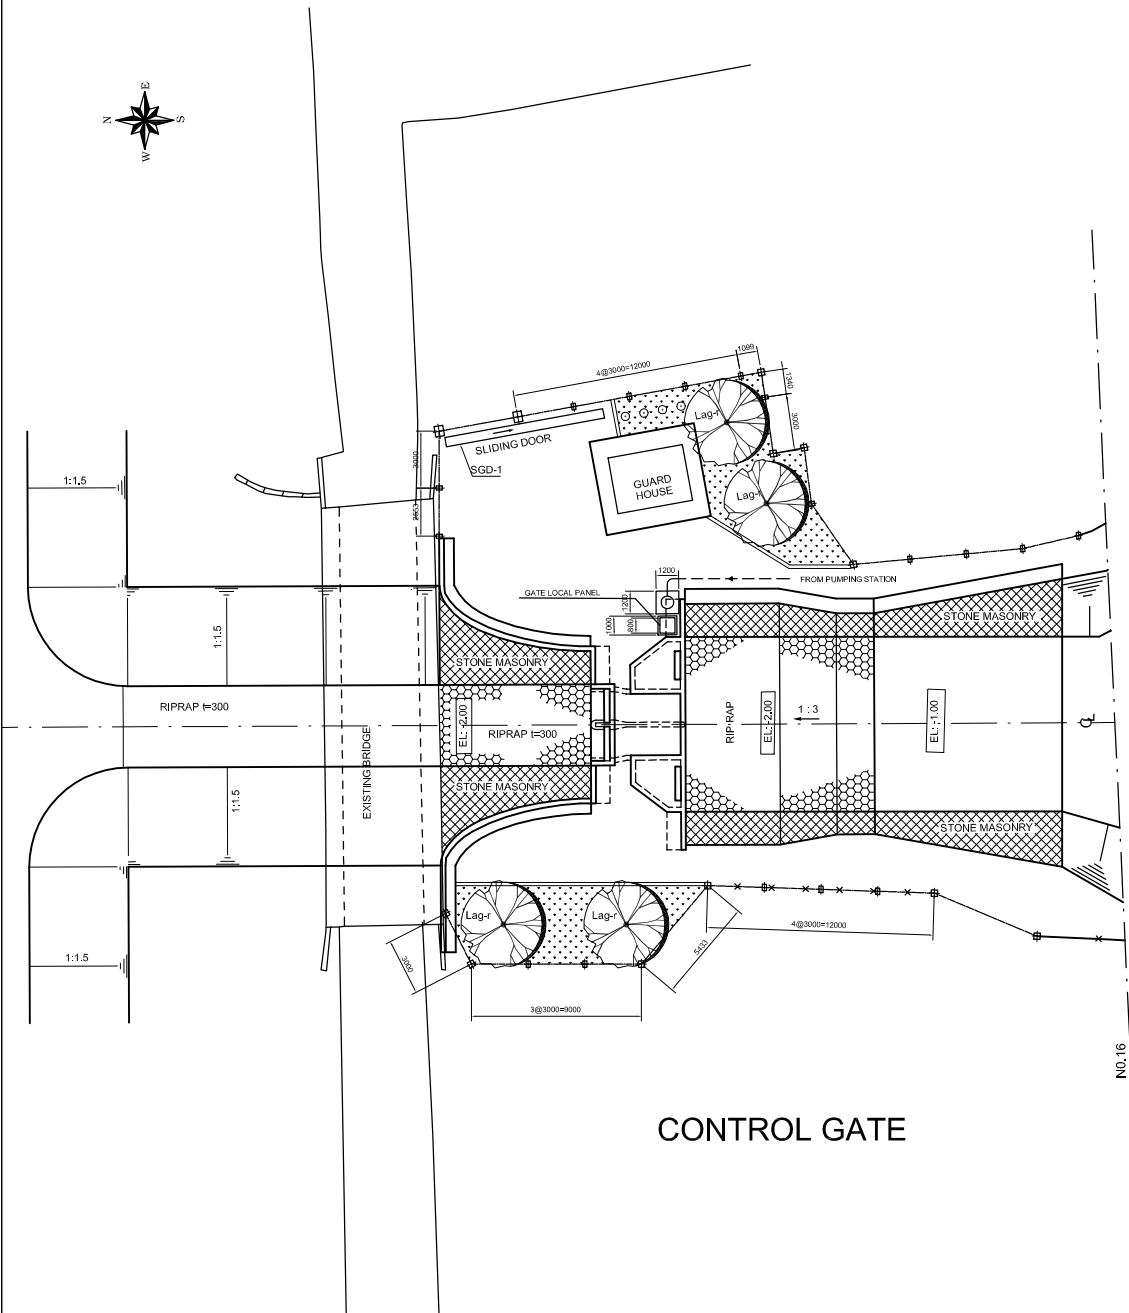 E
N
S
W
1099
4@3000=12000
1340
Lag-r
3000
SLIDING DOOR
3000
SGD-1
1:1.5
GUARD
HOUSE
Lag-r
2553
1200
FROM PUMPING STATION
GATE LOCAL PANEL
1200
1000
800
STONE MASONRY
1:1.5
STONE MASONRY
RIPRAP t=300
EL: -2.00
RIPRAP t=300
RIP-RAP
EL: -2.00
1 : 3
EL: -1.00
CL
EXISTING BRIDGE
STONE MASONRY
1:1.5
STONE MASONRY
Lag-r
Lag-r
4@3000=12000
5433
1:1.5
3000
3@3000=9000
N0.16
CONTROL GATE